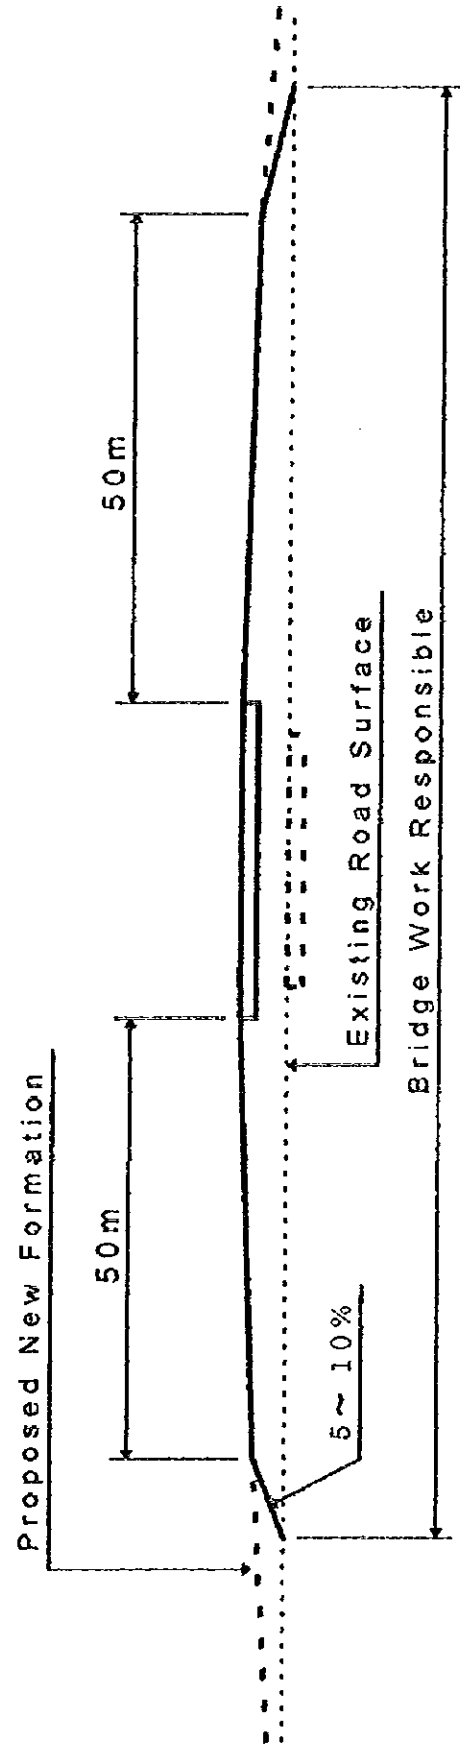 Proposed New Formation
50m
50m
5~10%
Existing Road Surface
Bridge Work Responsible